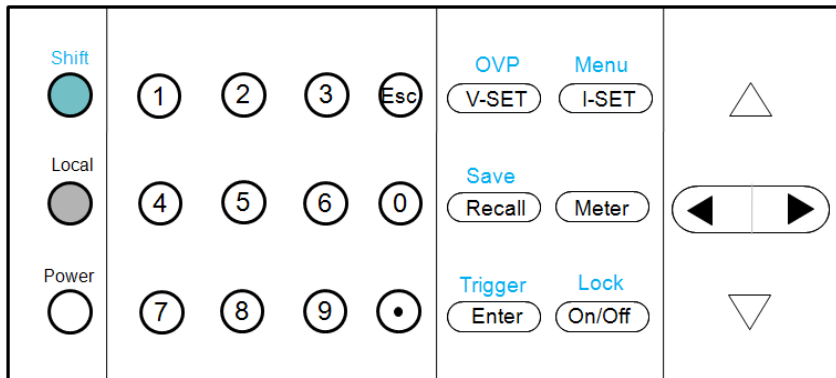 Shift
OVP Menu
1 2 3 Esc V-SET I-SET
Local
Save
4 5 6 0 Recall Meter
Power
Trigger Lock
7 8 9 • Enter On/Off